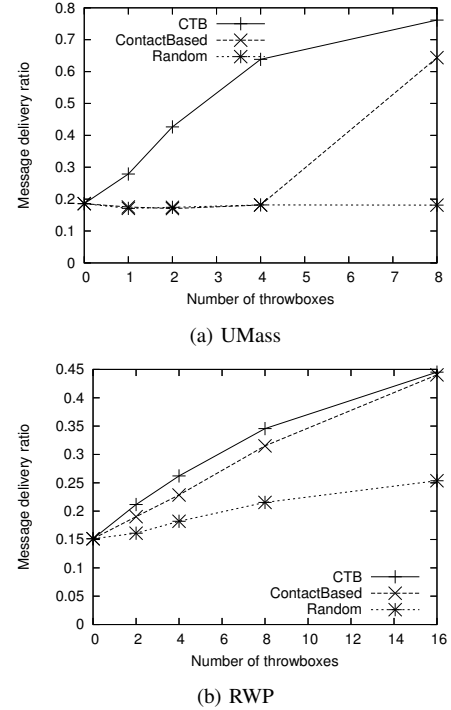 0.8
0.7
0.6
0.5
0.4
0.3
0.2
0.1
0
Message delivery ratio
CTB
ContactBased
Random
0 1 2 3 4 5 6 7 8
Number of throwboxes
(a) UMass
0.45
0.4
0.35
0.3
0.25
0.2
0.15
0.1
0.05
0
Message delivery ratio
CTB
ContactBased
Random
0 2 4 6 8 10 12 14 16
Number of throwboxes
(b) RWP